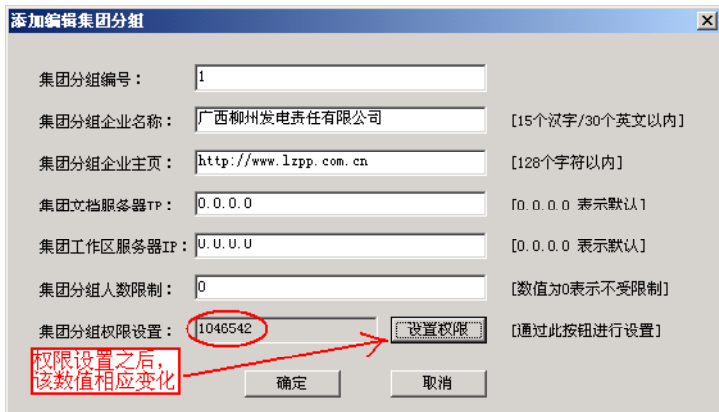 添加编辑集团分组
集团分组编号： 1
集团分组企业名称： 广西柳州发电责任有限公司 [15个汉字/30个英文以内]
集团分组企业主页： http://www.lzpp.com.cn [128个字符以内]
集团文档服务器IP： 0.0.0.0 [0.0.0.0 表示默认]
集团工作区服务器IP： 0.0.0.0 [0.0.0.0 表示默认]
集团分组人数限制： 0 [数值为0表示不受限制]
集团分组权限设置： 1046542 设置权限 [通过此按钮进行设置]
权限设置之后，
该数值相应变化
确定 取消